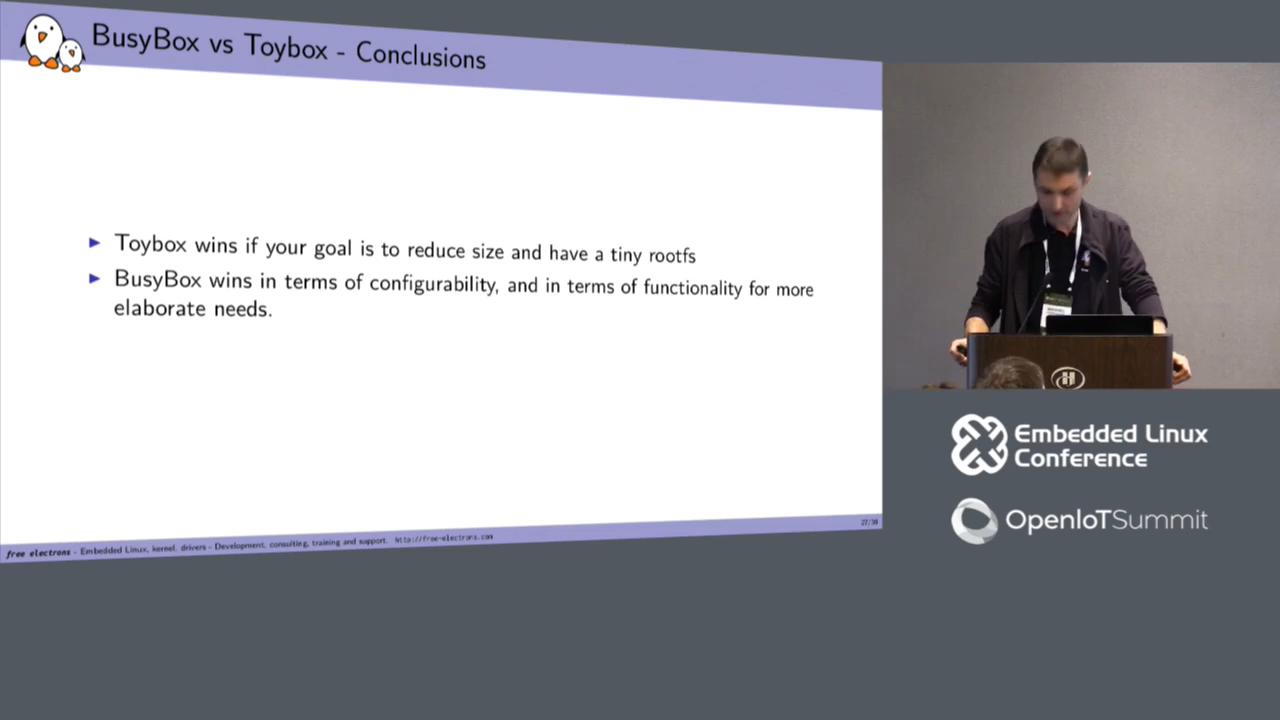 BusyBox vs Toybox - Conclusions
Toybox wins if your goal is to reduce size and have a tiny rootfs
BusyBox wins in terms of configurability, and in terms of functionality for more
elaborate needs.
27/38
free electrons - Embedded Linux, kernel, drivers - Development, consulting, training and support. http://free-electrons.com
H
Embedded Linux
Conference
OpenIoTSummit